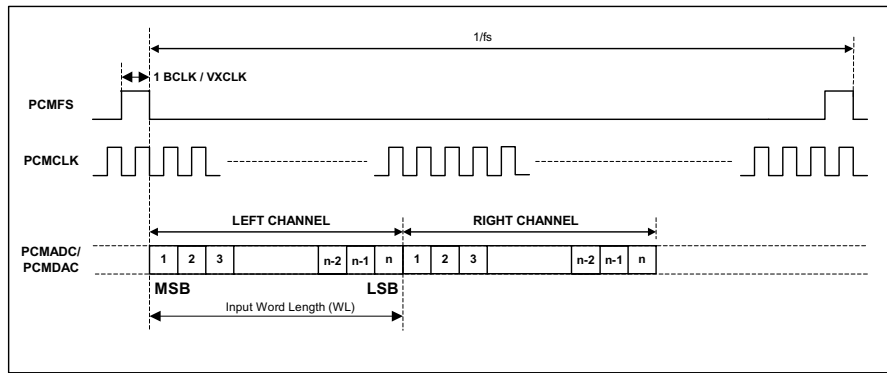 1/fs
1 BCLK / VXCLK
PCMFS
PCMCLK
LEFT CHANNEL RIGHT CHANNEL
PCMADC/
PCMDAC
1 2 3 n-2 n-1 n 1 2 3 n-2 n-1 n
MSB LSB
Input Word Length (WL)